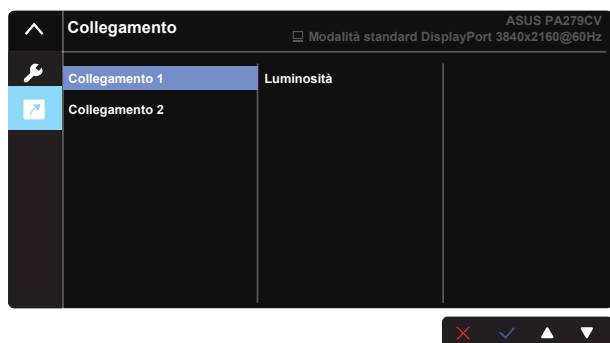 Collegamento
ASUS PA279CV
Modalità standard DisplayPort 3840x2160@60Hz
Collegamento 1
Luminosità
Collegamento 2